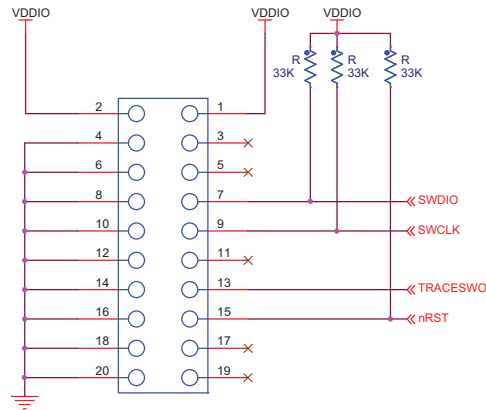 VDDIO VDDIO VDDIO
R R R
33K 33K 33K
2 1
4 3
6 5
8 7 SWDIO
10 9 SWCLK
12 11
14 13 TRACESWO
16 15 nRST
18 17
20 19